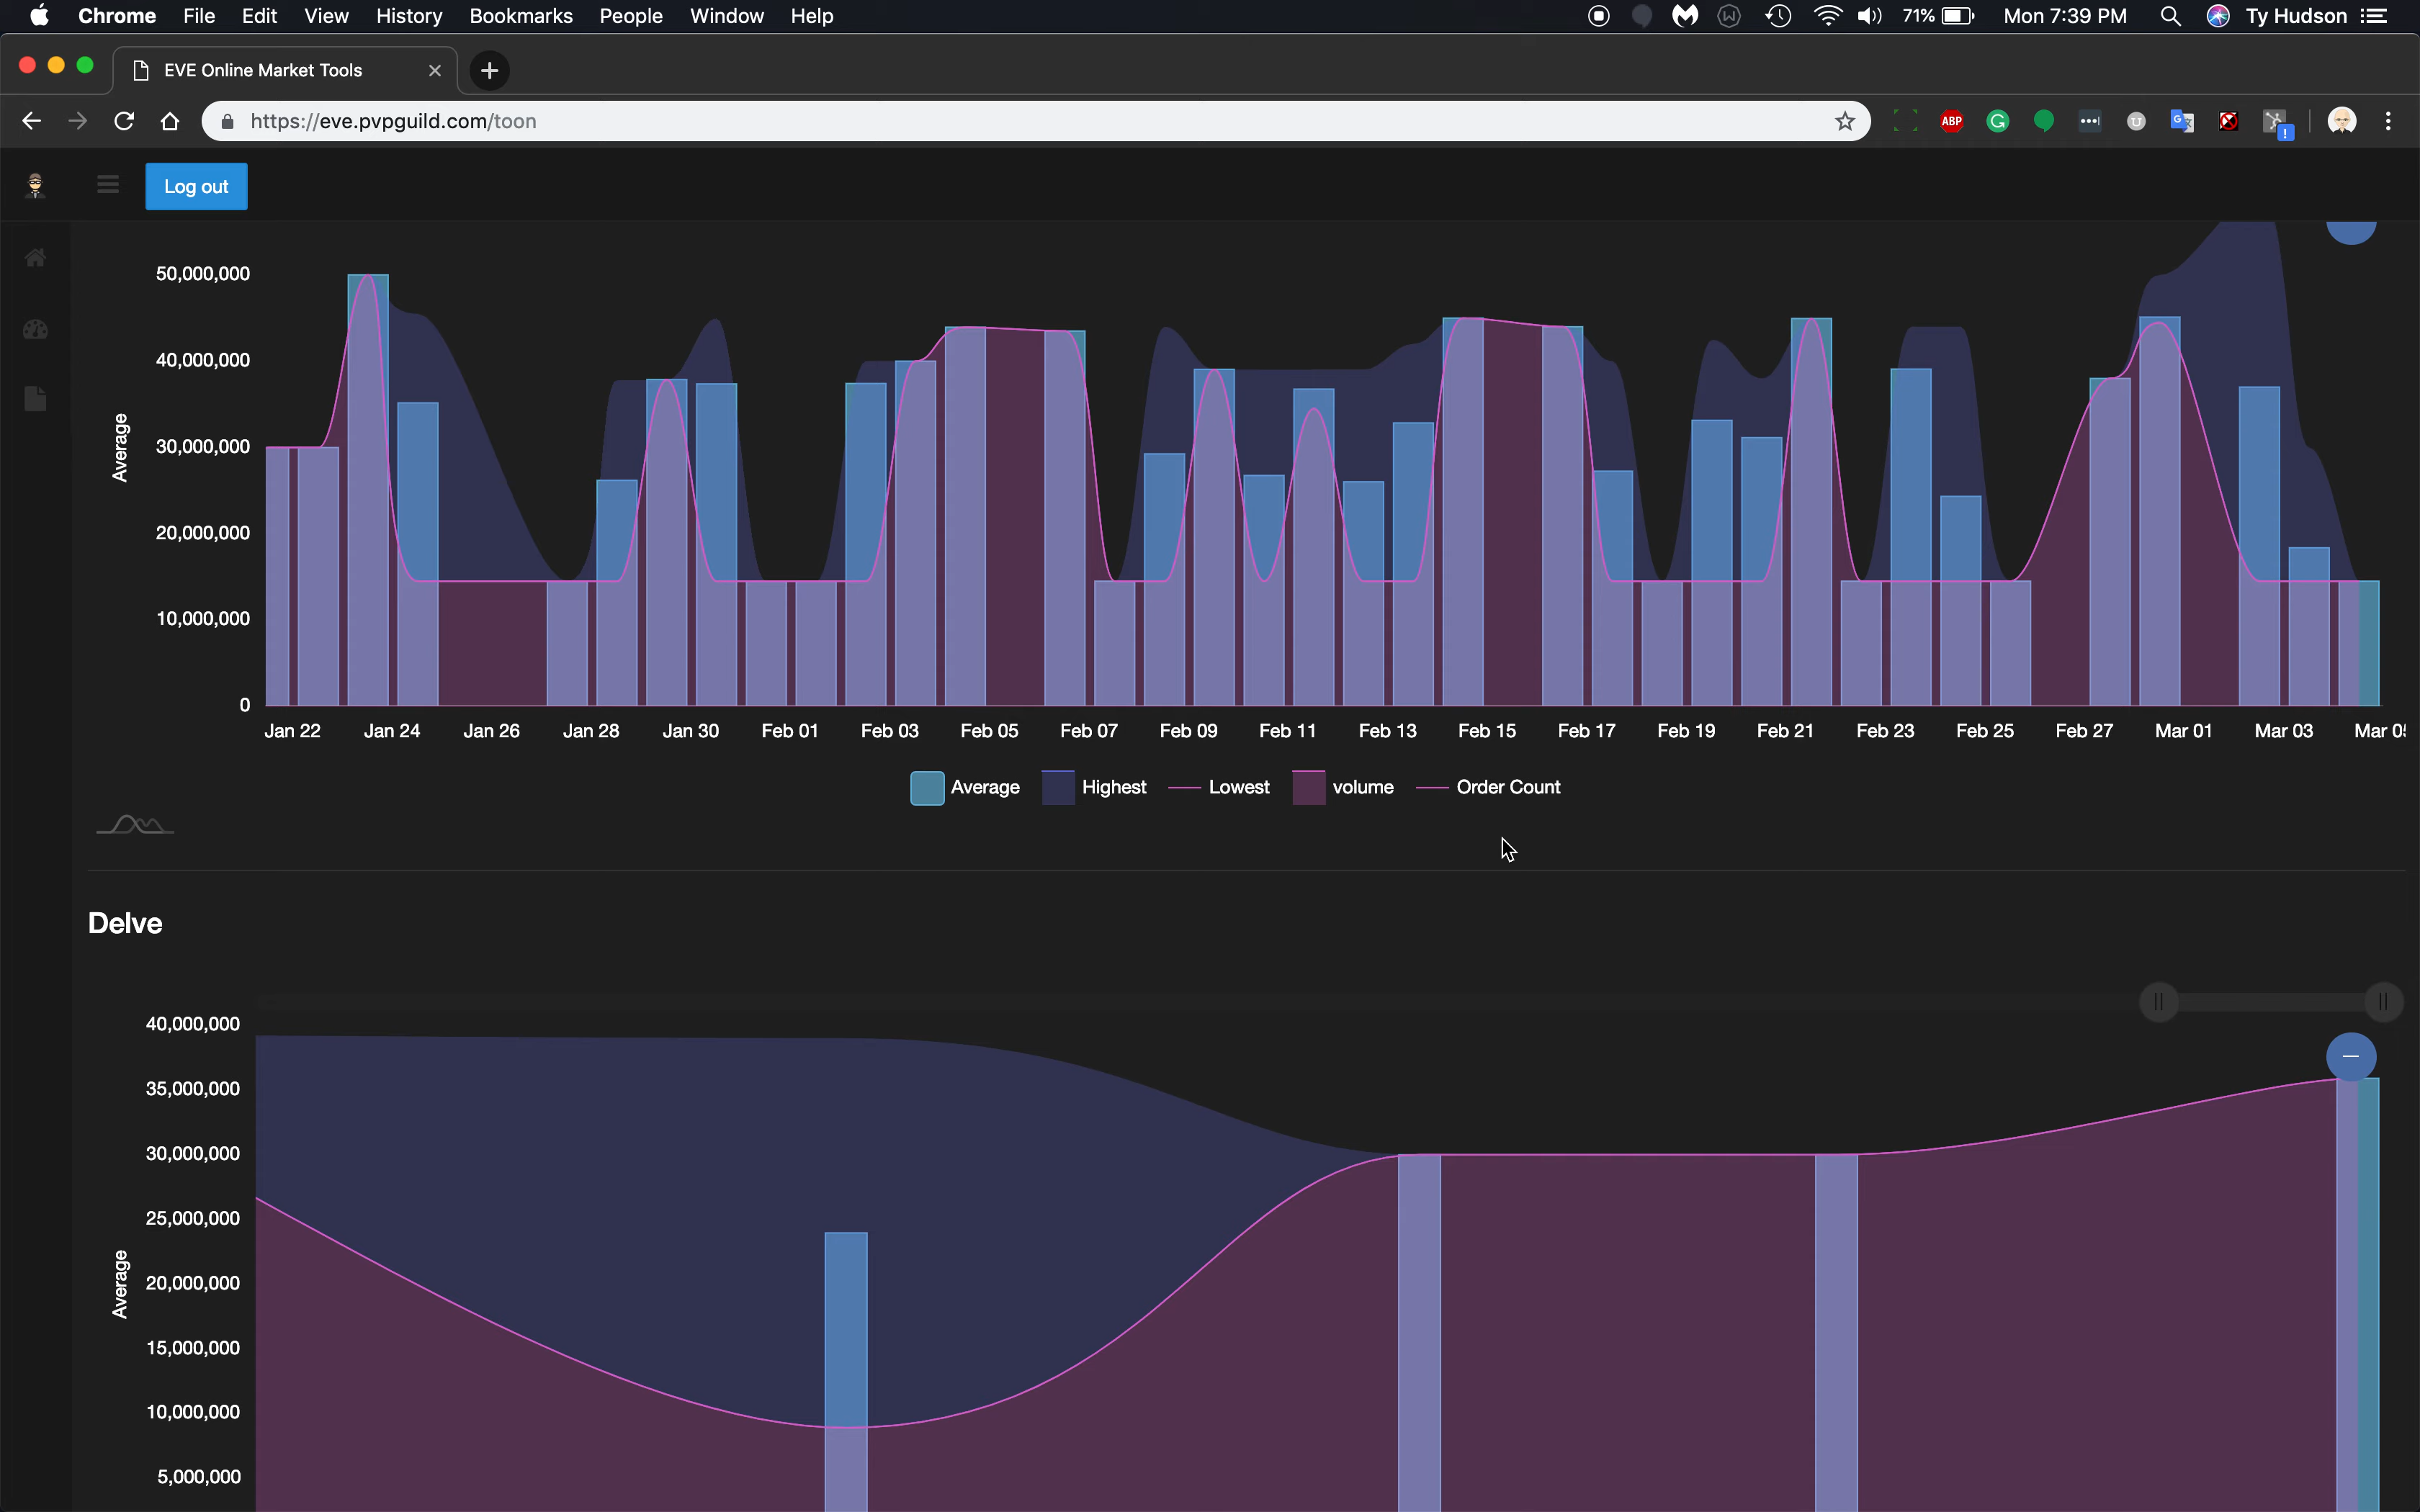 Chrome File Edit View History Bookmarks People Window Help 71% Mon 7:39 PM Ty Hudson
EVE Online Market Tools
https://eve.pvpguild.com/toon
ABP
Log out
50,000,000
40,000,000
30,000,000
20,000,000
10,000,000
0
Average
Jan 22 Jan 24 Jan 26 Jan 28 Jan 30 Feb 01 Feb 03 Feb 05 Feb 07 Feb 09 Feb 11 Feb 13 Feb 15 Feb 17 Feb 19 Feb 21 Feb 23 Feb 25 Feb 27 Mar 01 Mar 03 Mar
Average Highest Lowest volume Order Count
Delve
40,000,000
35,000,000
30,000,000
25,000,000
20,000,000
15,000,000
10,000,000
5,000,000
Average